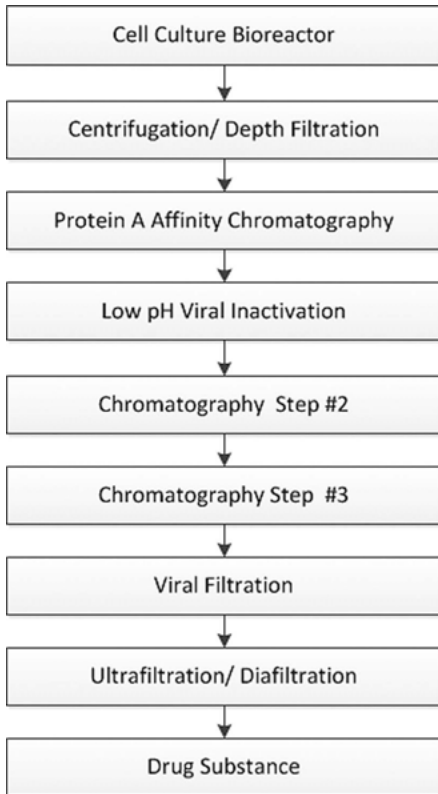 Cell Culture Bioreactor
Centrifugation/ Depth Filtration
Protein A Affinity Chromatography
Low pH Viral Inactivation
Chromatography Step #2
Chromatography Step #3
Viral Filtration
Ultrafiltration/ Diafiltration
Drug Substance